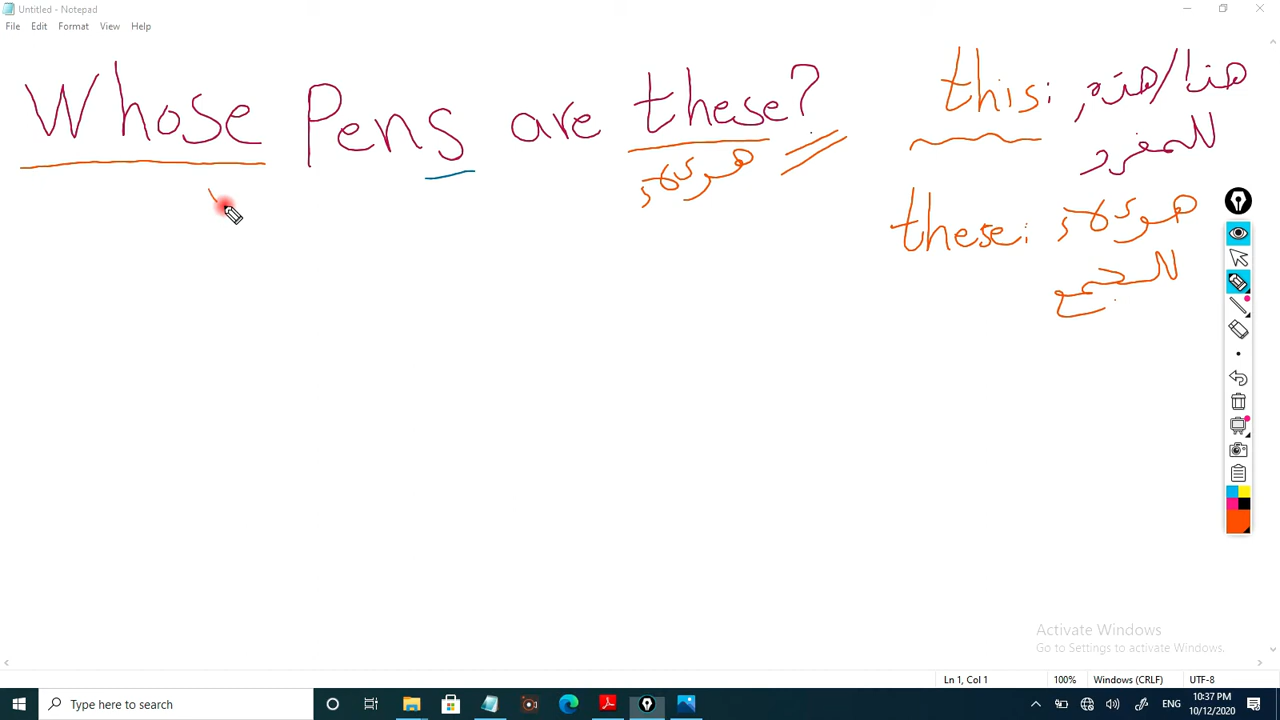 Untitled - Notepad
File Edit Format View Help
Whose Pens are these?
هؤلاء
this: هذا/هذه
للمفرد
these: هؤلاء
للجمع
Activate Windows
Go to Settings to activate Windows.
Ln 1, Col 1 100% Windows (CRLF) UTF-8
Type here to search
ENG
10:37 PM
10/12/2020